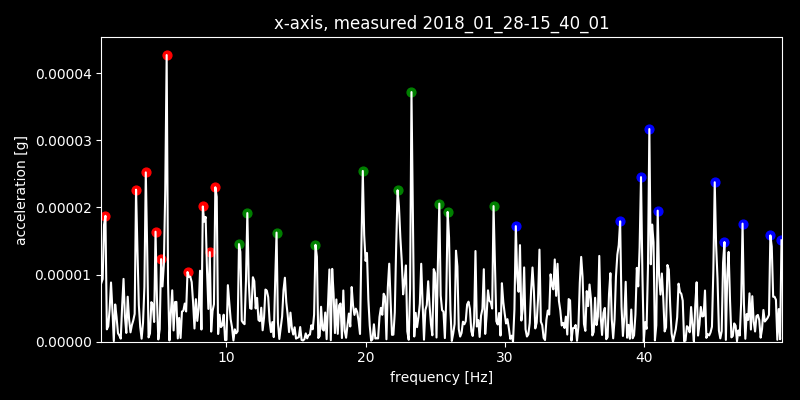 x-axis, measured 2018_01_28-15_40_01
0.00004
0.00003
0.00002
0.00001
0.00000
acceleration [g]
10 20 30 40
frequency [Hz]